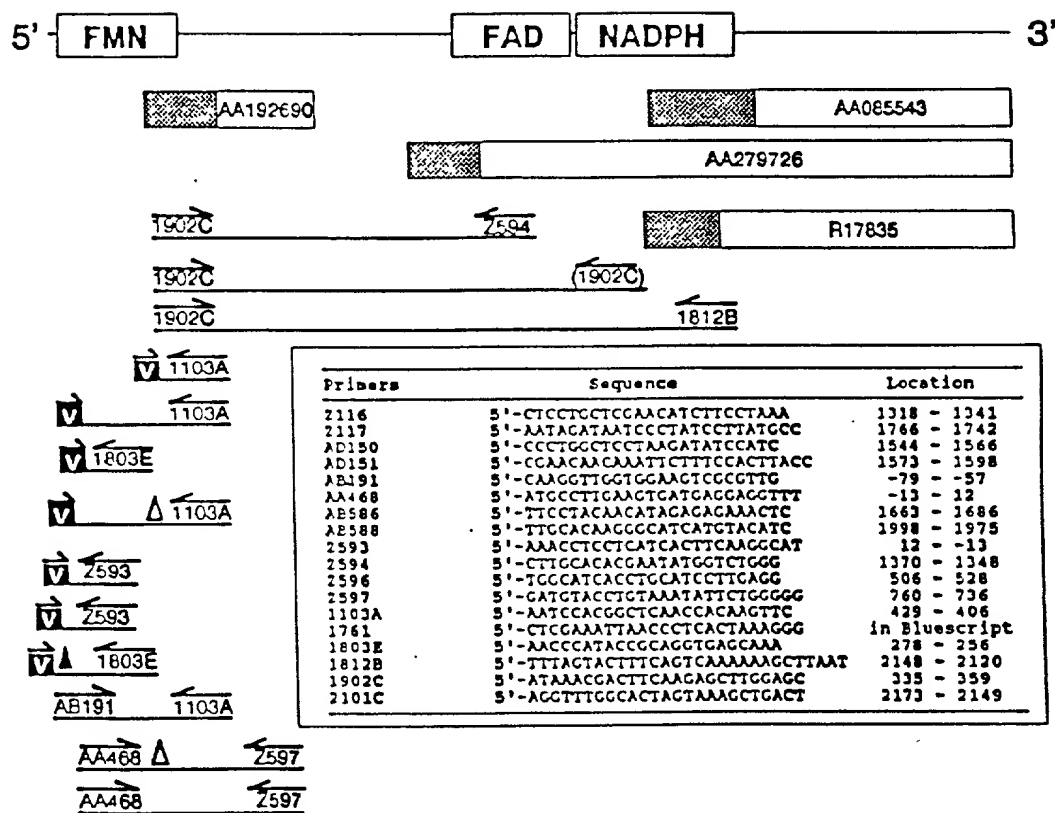 5' FMN FAD NADPH 3'
AA192690 AA085543
AA279726
1902C Z594 R17835
1902C (1902C)
1902C 1812B
V 1103A
V 1103A
V 1803E
V Δ 1103A
V Z593
V Z593
V ▲ 1803E
AB191 1103A
AA468 Δ Z597
AA468 Z597
Primers Sequence Location
2116 5'-CTCCTGCTCGAACATCTTCCTAAA 1318 - 1341
2117 5'-AATAGATAATCCCTATCCTTATGCC 1766 - 1742
AD150 5'-CCCTGGCTCCTAAGATATCCATC 1544 - 1566
AD151 5'-CGAACAACAAATTCTTTCCACTTACC 1573 - 1598
AB191 5'-CAAGGTTGGTGGAAGTCGCGTTG -79 - -57
AA468 5'-ATGCCTTGAAGTGATGAGGAGGTTT -13 - 12
AB586 5'-TTCCTACAACATAGAGAGAAACTC 1663 - 1686
AB588 5'-TTGCACAAGGGCATCATGTACATC 1998 - 1975
Z593 5'-AAACCTCCTCATCACTTCAAGGCAT 12 - -13
Z594 5'-CTTGCACACGAATATGGTCTGGG 1370 - 1348
Z596 5'-TGGCATCACCTGCATCCTTGAGG 506 - 528
Z597 5'-GATGTACCTGTAAATATTCTGGGGG 760 - 736
1103A 5'-AATCCACGGCTCAACCACAAGTTC 429 - 406
1761 5'-CTCGAAATTAACCCTCACTAAAGGG in Bluescript
1803E 5'-AACCCATACCGCAGGTGAGCAAA 278 - 256
1812B 5'-TTTAGTACTTTCAGTCAAAAAAGCTTAAT 2148 - 2120
1902C 5'-ATAAACGACTTCAAGAGCTTGGAGC 335 - 359
2101C 5'-AGGTTTGGCACTAGTAAAGCTGACT 2173 - 2149